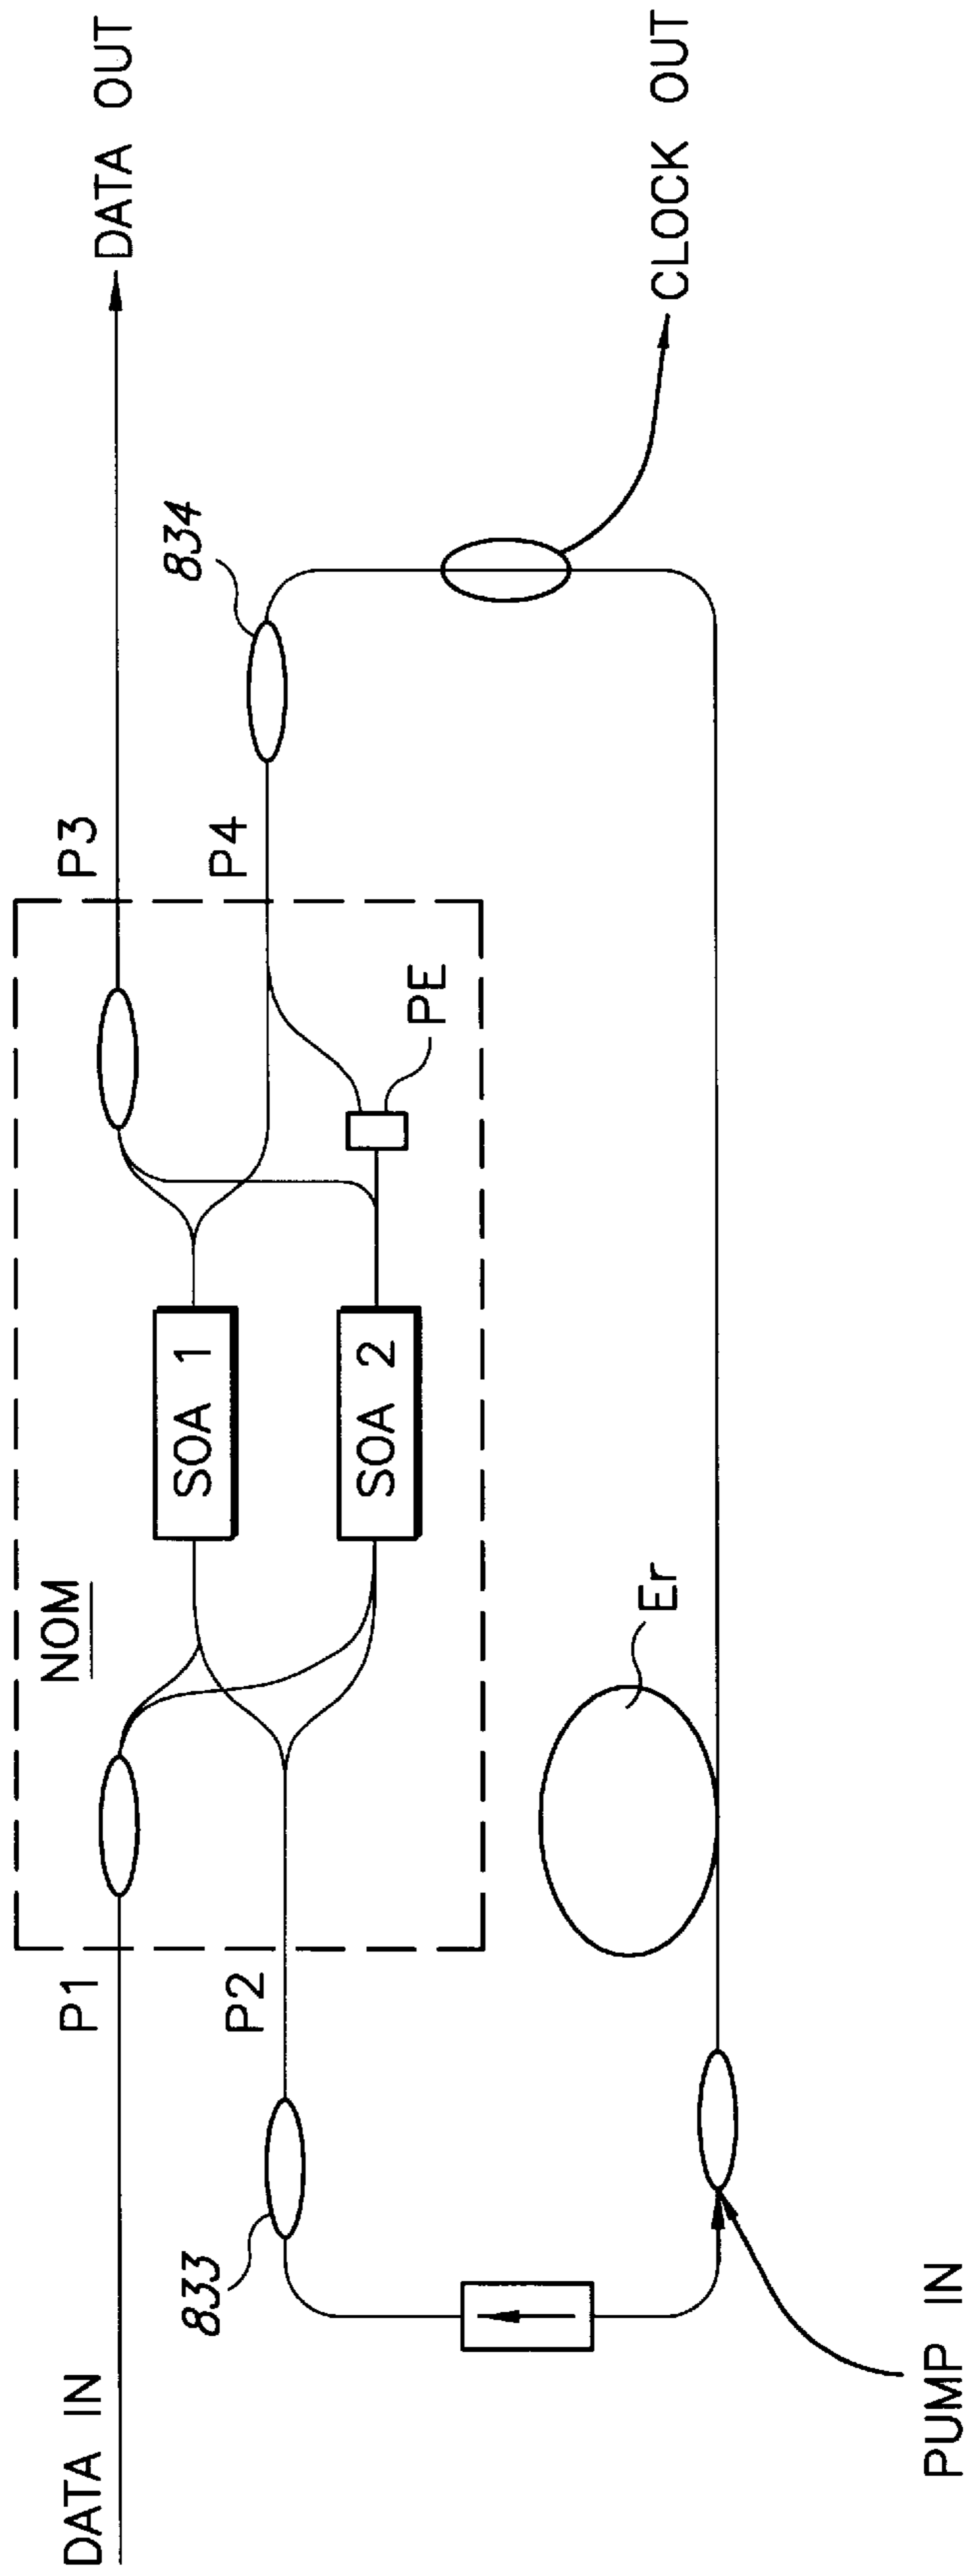 DATA IN
P1
NOM
P3
DATA OUT
833
P2
SOA 1
P4
834
SOA 2
PE
Er
CLOCK OUT
PUMP IN